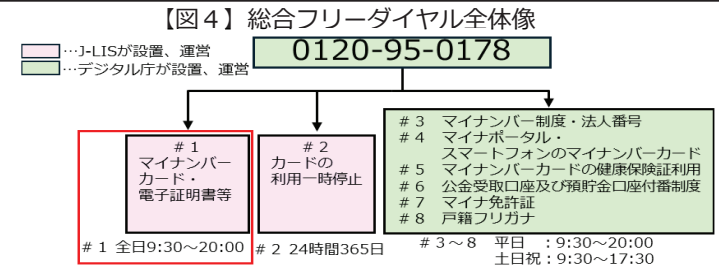 【図４】総合フリーダイヤル全体像
…J-LISが設置、運営
…デジタル庁が設置、運営
0120-95-0178
＃１
マイナンバー
カード・
電子証明書等
＃２
カードの
利用一時停止
＃３　マイナンバー制度・法人番号
＃４　マイナポータル・
スマートフォンのマイナンバーカード
＃５　マイナンバーカードの健康保険証利用
＃６　公金受取口座及び預貯金口座付番制度
＃７　マイナ免許証
＃８　戸籍フリガナ
＃１ 全日9:30～20:00
＃２ 24時間365日
＃３～８　平日　：9:30～20:00
土日祝：9:30～17:30